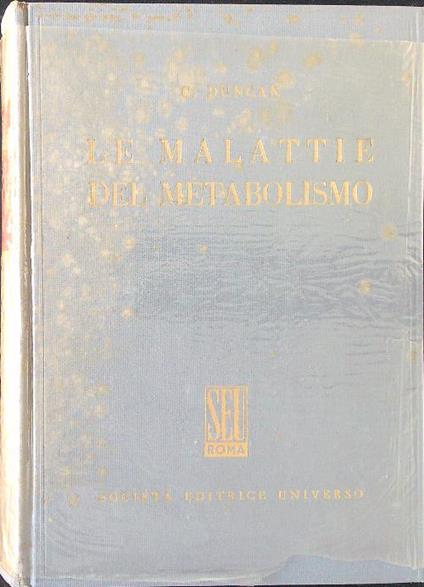 G. DUNCAN
LE MALATTIE
DEL METABOLISMO
SEU
ROMA
SOCIETÀ EDITRICE UNIVERSO